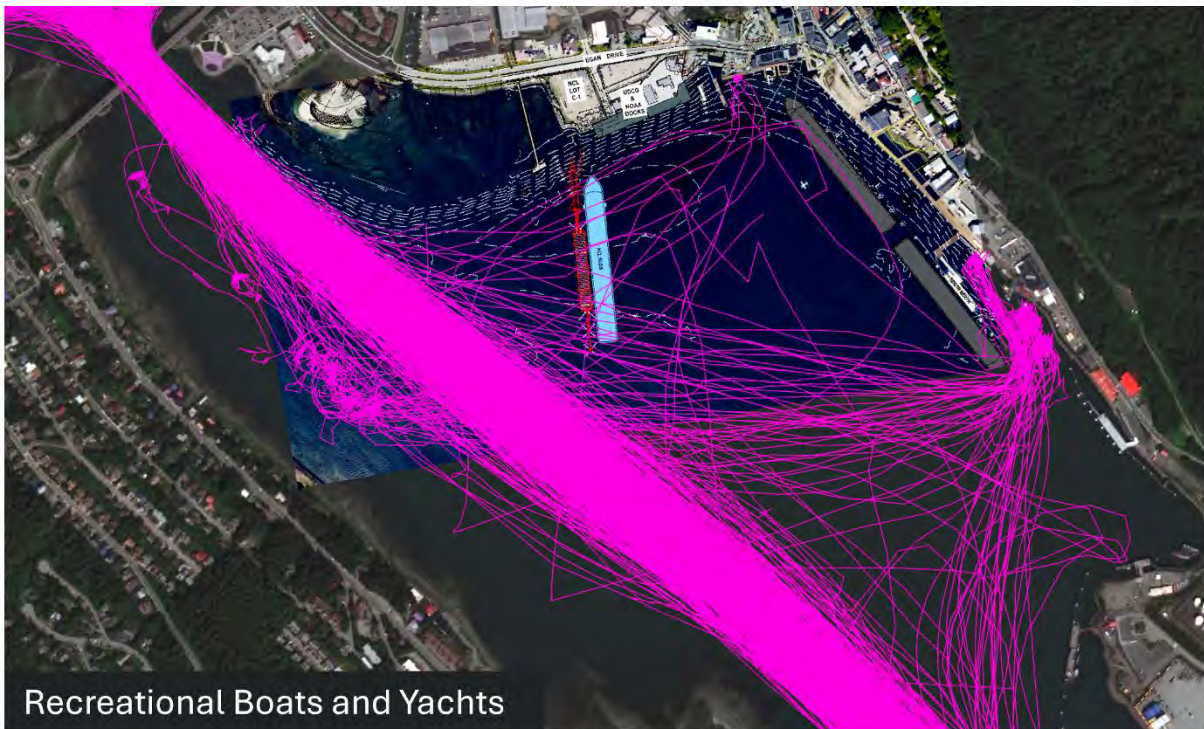 EGAN DRIVE
NCL
LOT
C-1
USCG
&
NOAA
DOCKS
Recreational Boats and Yachts